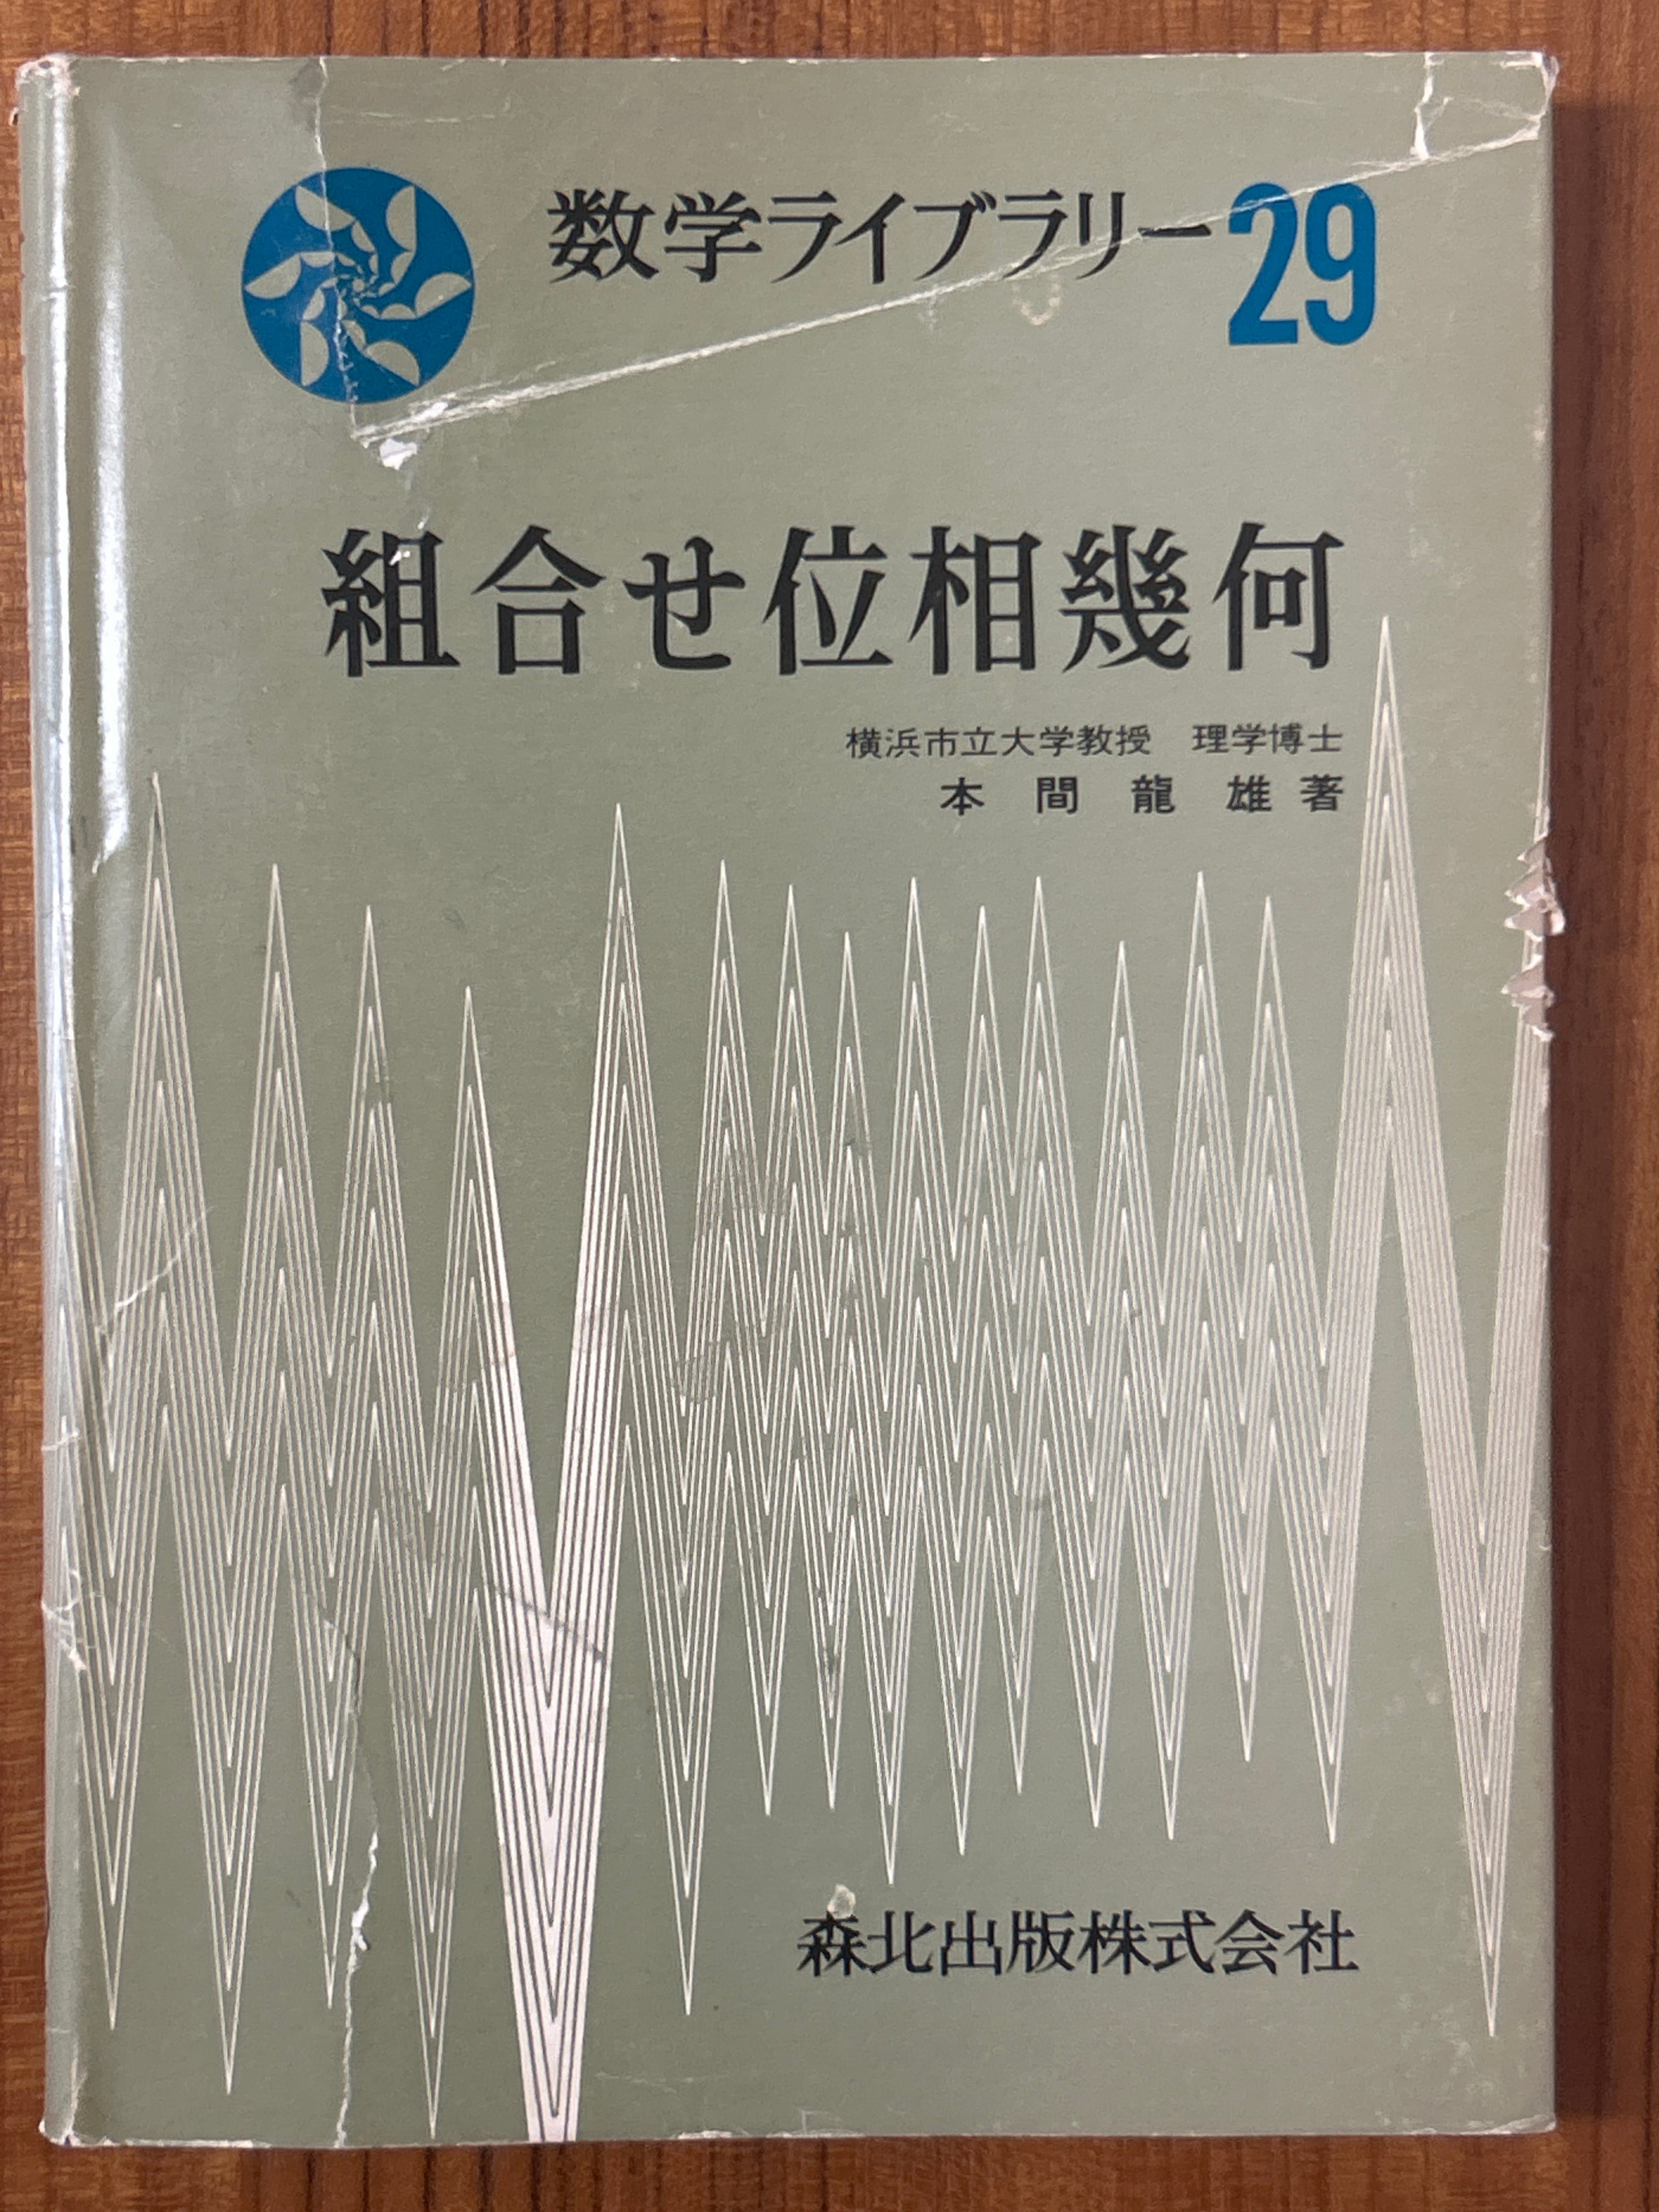 数学ライブラリー29
組合せ位相幾何
横浜市立大学教授 理学博士
本間龍雄著
森北出版株式会社